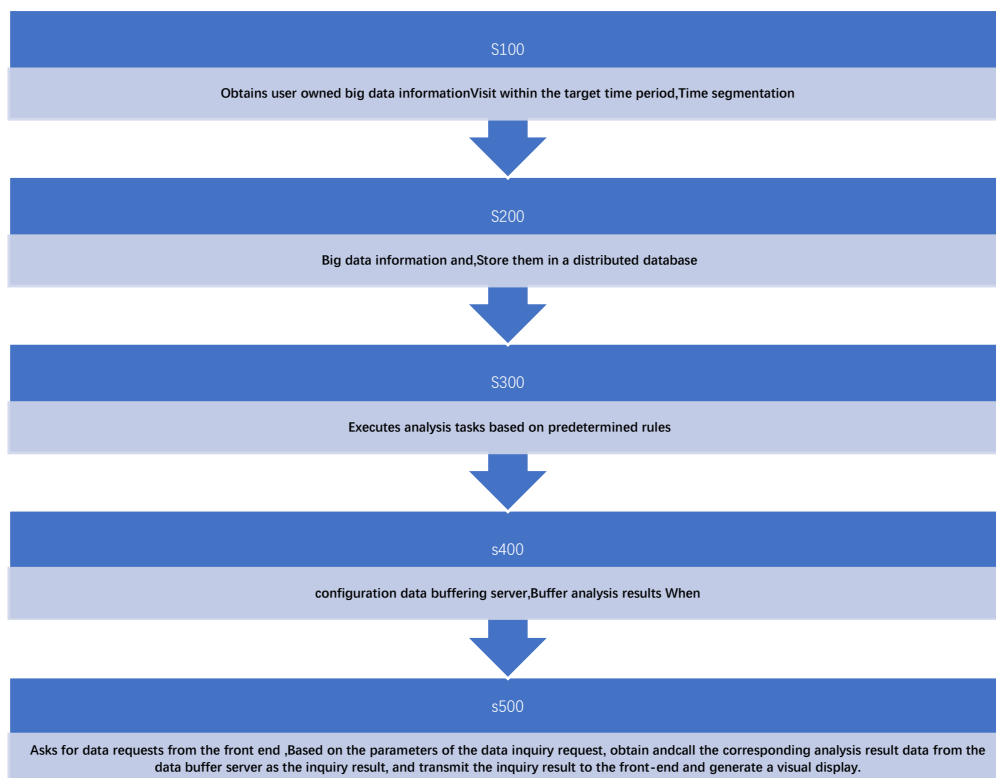 S100
Obtains user owned big data informationVisit within the target time period,Time segmentation
S200
Big data information and,Store them in a distributed database
S300
Executes analysis tasks based on predetermined rules
s400
configuration data buffering server,Buffer analysis results When
s500
Asks for data requests from the front end ,Based on the parameters of the data inquiry request, obtain andcall the corresponding analysis result data from the
data buffer server as the inquiry result, and transmit the inquiry result to the front-end and generate a visual display.